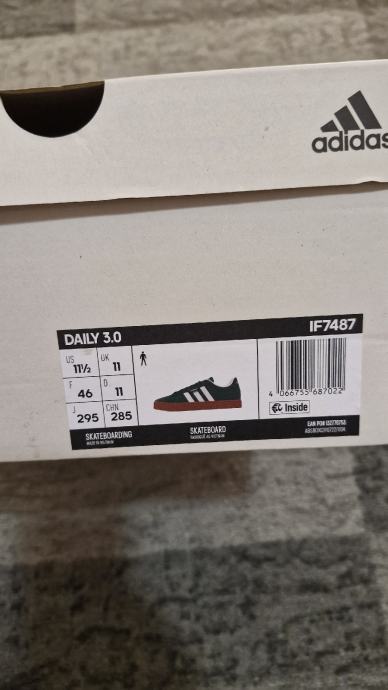 adidas
DAILY 3.0
IF7487
US 11½ UK 11
F 46 D 11
J 295 CHN 285
4 066755 687022
Inside
SKATEBOARDING
SKATEBOARD